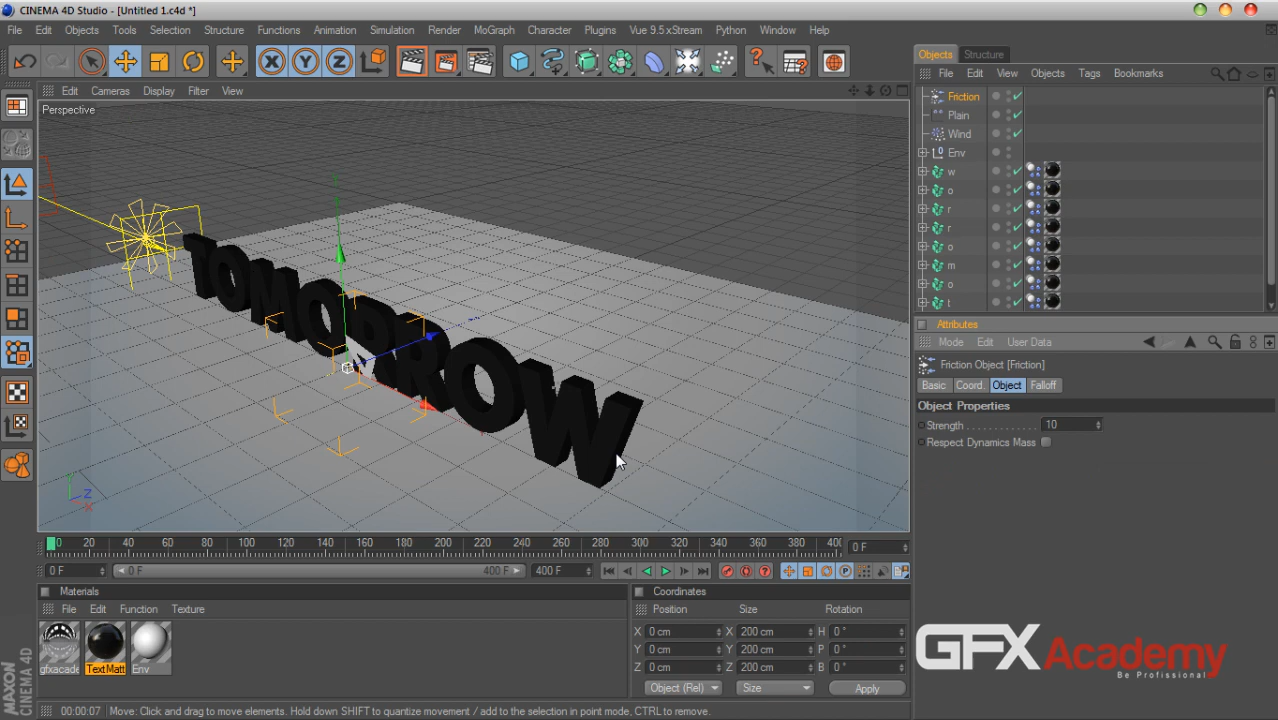 CINEMA 4D Studio - [Untitled 1.c4d *]
File Edit Objects Tools Selection Structure Functions Animation Simulation Render MoGraph Character Plugins Vue 9.5 xStream Python Window Help
Edit Cameras Display Filter View
Perspective
TOMORROW
Y
Z
X
0 20 40 60 80 100 120 140 160 180 200 220 240 260 280 300 320 340 360 380 40
0 F
0 F
0 F
400 F
400 F
Materials
File Edit Function Texture
gfxacade
TextMatt
Env
Coordinates
Position Size Rotation
X 0 cm X 200 cm H 0 °
Y 0 cm Y 200 cm P 0 °
Z 0 cm Z 200 cm B 0 °
Object (Rel) Size Apply
00:00:07 Move: Click and drag to move elements. Hold down SHIFT to quantize movement / add to the selection in point mode, CTRL to remove.
MAXON
CINEMA 4D
Objects Structure
File Edit View Objects Tags Bookmarks
Friction
Plain
Wind
Env
w
o
r
r
o
m
o
t
Attributes
Mode Edit User Data
Friction Object [Friction]
Basic Coord. Object Falloff
Object Properties
Strength . . . . . . . . . . . . 10
Respect Dynamics Mass
GFXAcademy
Be Profissional